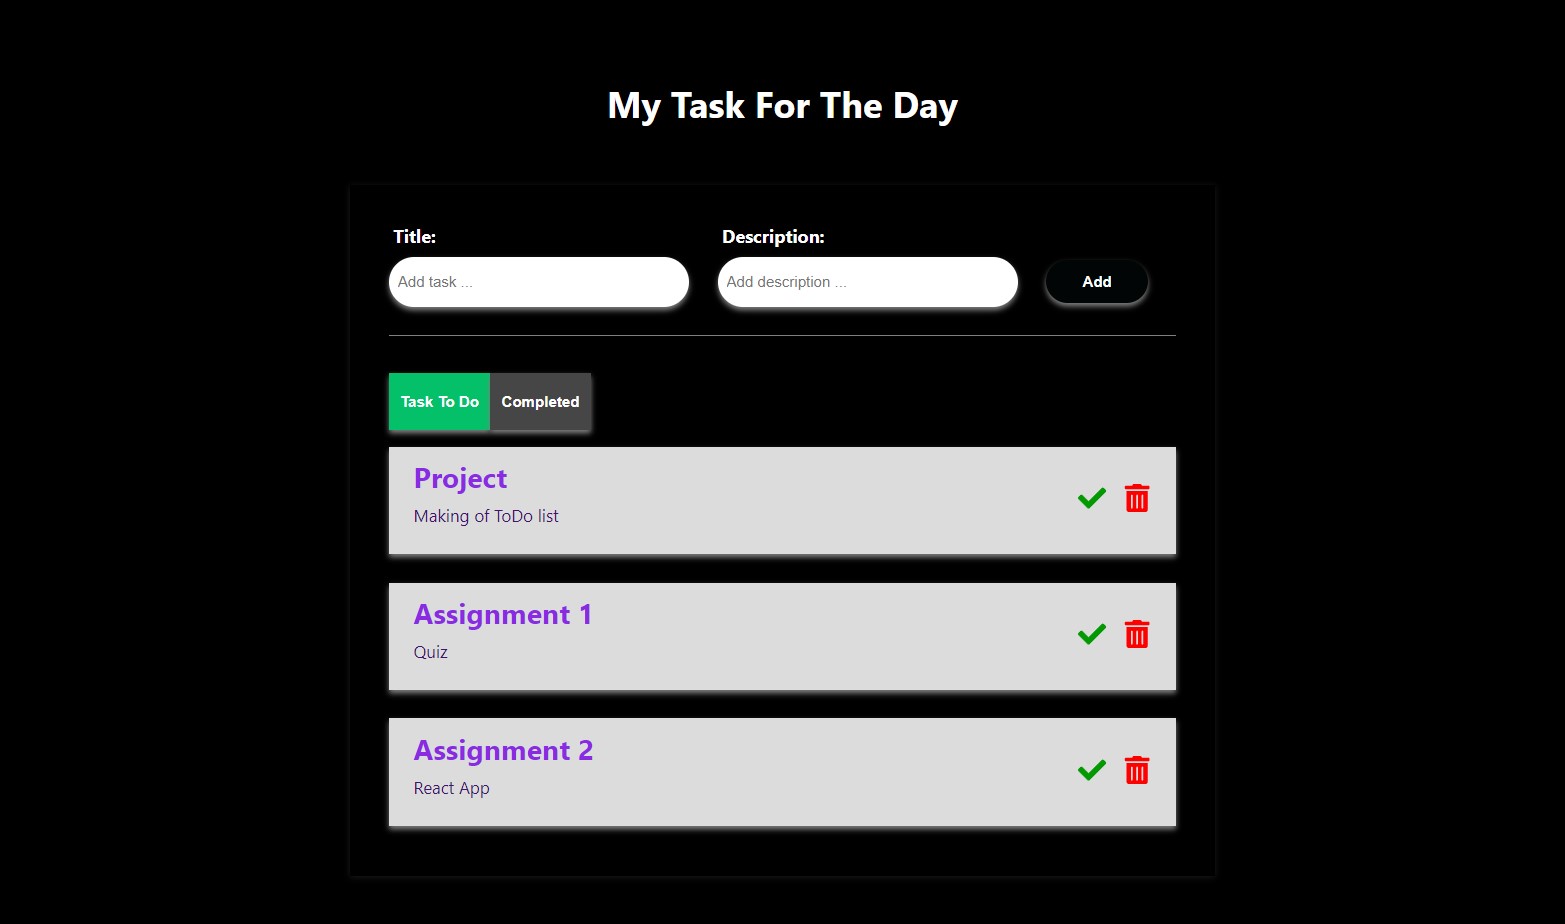 My Task For The Day
Title:
Description:
Add task ...
Add description ...
Add
Task To Do
Completed
Project
Making of ToDo list
Assignment 1
Quiz
Assignment 2
React App